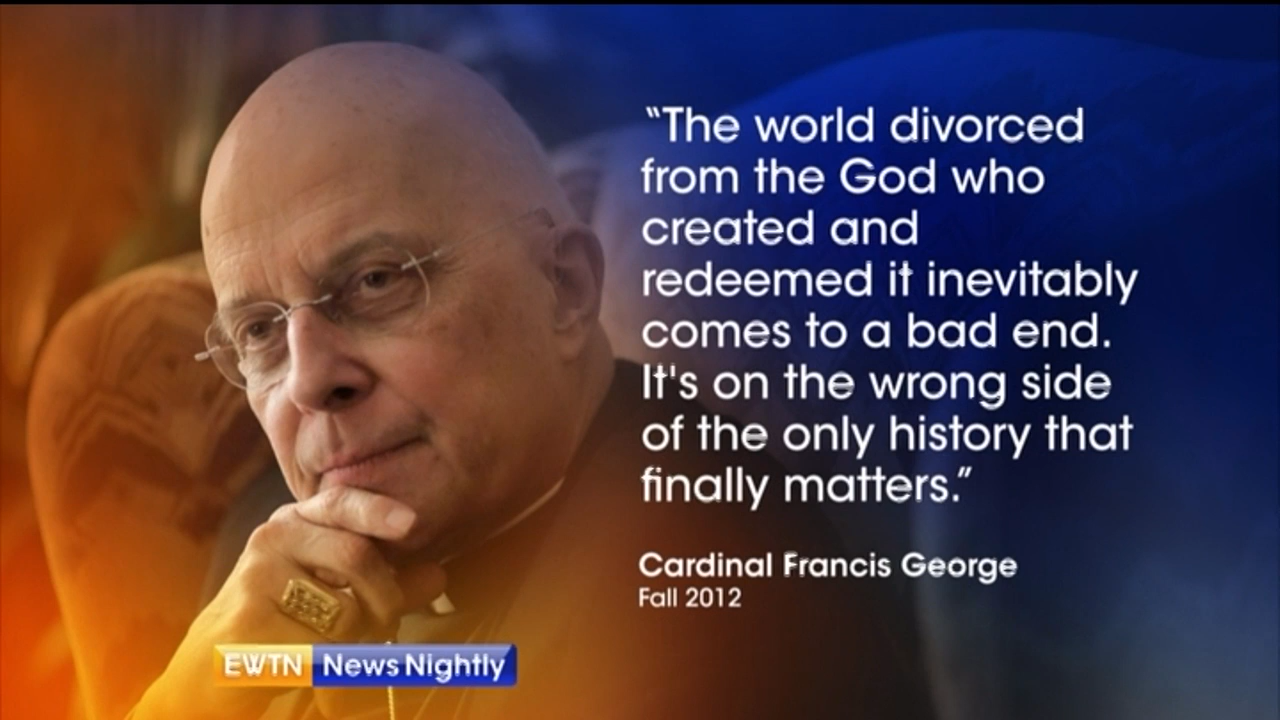 “The world divorced
from the God who
created and
redeemed it inevitably
comes to a bad end.
It's on the wrong side
of the only history that
finally matters.”
Cardinal Francis George
Fall 2012
EWTN News Nightly